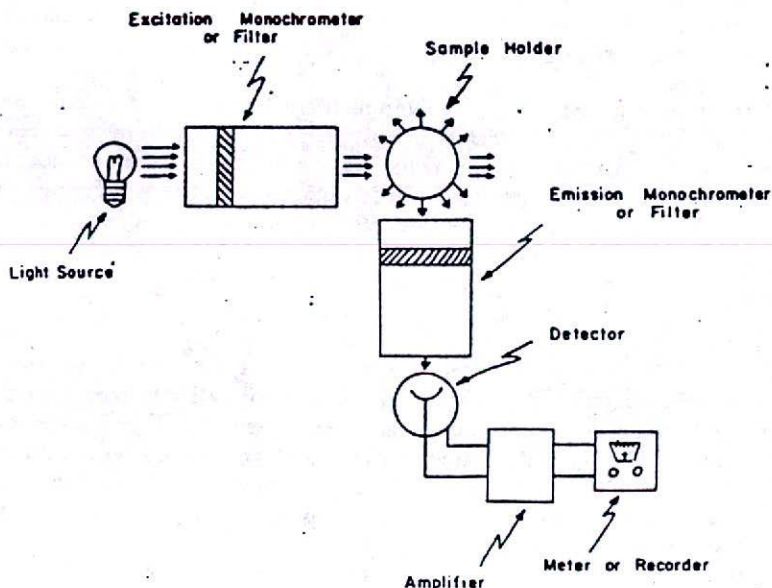 Excitation Monochrometer
or Filter
Sample Holder
Emission Monochrometer
or Filter
Light Source
Detector
Amplifier
Meter or Recorder